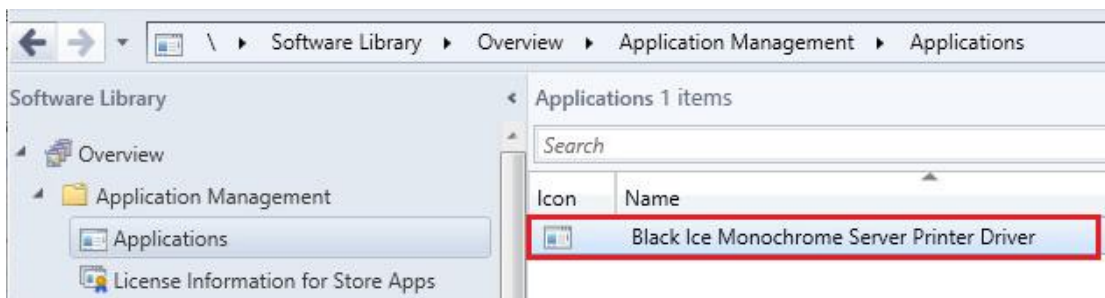 \ Software Library Overview Application Management Applications
Software Library
Overview
Application Management
Applications
License Information for Store Apps
Applications 1 items
Search
Icon Name
Black Ice Monochrome Server Printer Driver